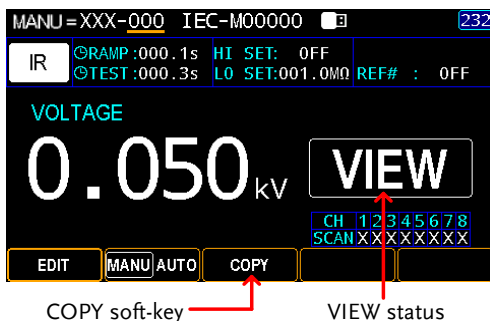 MANU=XXX-000 IEC-M00000 232
IR RAMP:000.1s HI SET: OFF
TEST:000.3s LO SET:001.0MΩ REF# : OFF
VOLTAGE
0.050kV VIEW
CH 1 2 3 4 5 6 7 8
SCAN X X X X X X X X
EDIT MANU AUTO COPY
COPY soft-key VIEW status